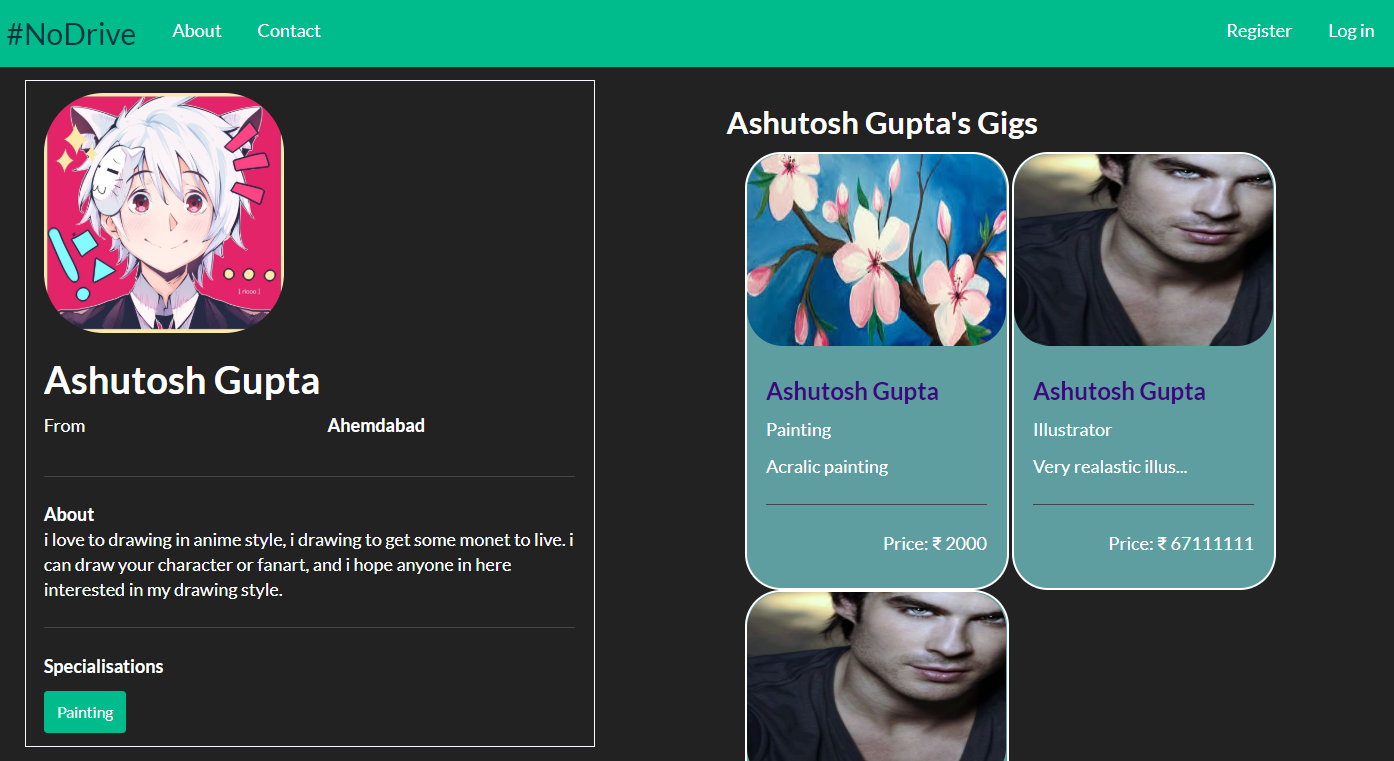 #NoDrive
About
Contact
Register
Log in
[ ricoo ]
Ashutosh Gupta
From
Ahemdabad
About
i love to drawing in anime style, i drawing to get some monet to live. i
can draw your character or fanart, and i hope anyone in here
interested in my drawing style.
Specialisations
Painting
Ashutosh Gupta's Gigs
Ashutosh Gupta
Painting
Acralic painting
Price: ₹ 2000
Ashutosh Gupta
Illustrator
Very realastic illus...
Price: ₹ 67111111